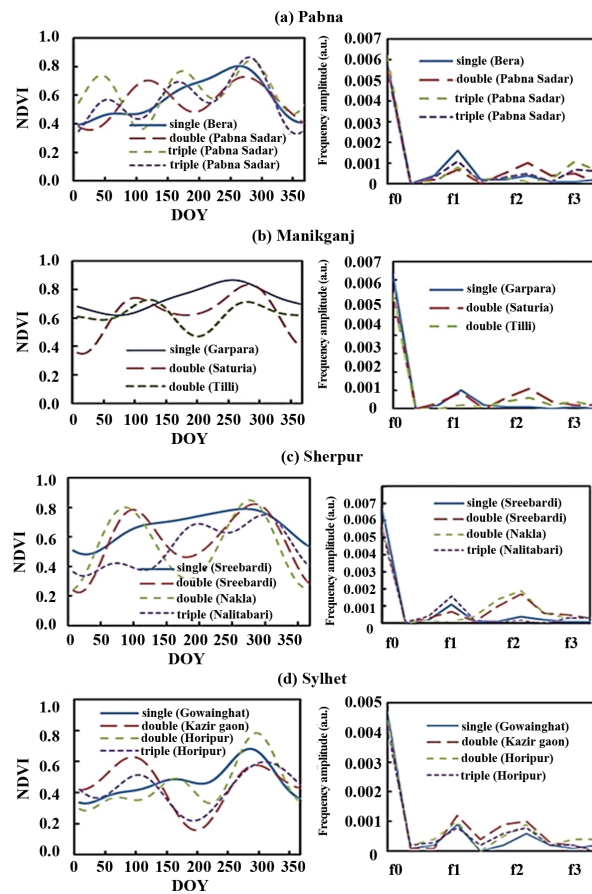 (a) Pabna
NDVI
1.0
0.8
0.6
0.4
0.2
0.0
single (Bera)
double (Pabna Sadar)
triple (Pabna Sadar)
triple (Pabna Sadar)
0 50 100 150 200 250 300 350
DOY
Frequency amplitude (a.u.)
0.007
0.006
0.005
0.004
0.003
0.002
0.001
0
single (Bera)
double (Pabna Sadar)
triple (Pabna Sadar)
triple (Pabna Sadar)
f0 f1 f2 f3
(b) Manikganj
NDVI
1.0
0.8
0.6
0.4
0.2
0.0
single (Garpara)
double (Saturia)
double (Tilli)
0 50 100 150 200 250 300 350
DOY
Frequency amplitude (a.u.)
0.007
0.006
0.005
0.004
0.003
0.002
0.001
0
single (Garpara)
double (Saturia)
double (Tilli)
f0 f1 f2 f3
(c) Sherpur
NDVI
1.0
0.8
0.6
0.4
0.2
0.0
single (Sreebardi)
double (Sreebardi)
double (Nakla)
triple (Nalitabari)
0 50 100 150 200 250 300 350
DOY
Frequency amplitude (a.u.)
0.007
0.006
0.005
0.004
0.003
0.002
0.001
0
single (Sreebardi)
double (Sreebardi)
double (Nakla)
triple (Nalitabari)
f0 f1 f2 f3
(d) Sylhet
NDVI
1.0
0.8
0.6
0.4
0.2
0.0
single (Gowainghat)
double (Kazir gaon)
double (Horipur)
triple (Horipur)
0 50 100 150 200 250 300 350
DOY
Frequency amplitude (a.u.)
0.005
0.004
0.003
0.002
0.001
0
single (Gowainghat)
double (Kazir gaon)
double (Horipur)
triple (Horipur)
f0 f1 f2 f3